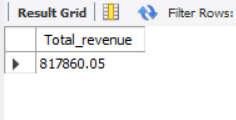 Result Grid Filter Rows:
Total_revenue
817860.05